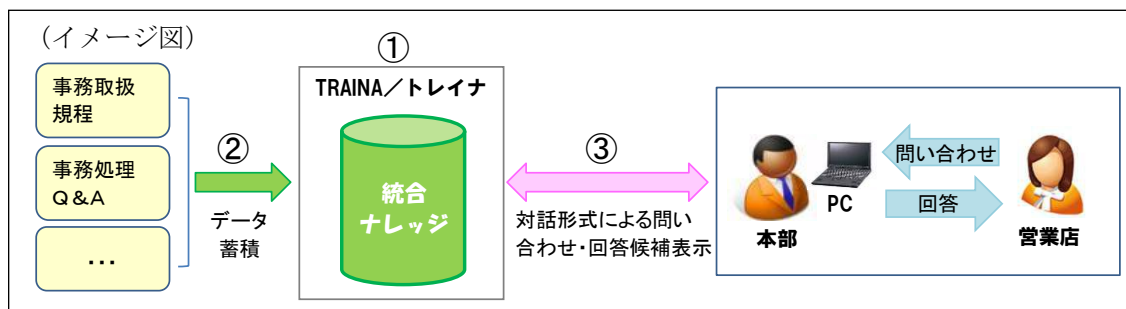 (イメージ図)
事務取扱
規程
事務処理
Q&A
…
②
データ
蓄積
①
TRAINA/トレイナ
統合
ナレッジ
③
対話形式による問い
合わせ・回答候補表示
問い合わせ
PC
回答
本部
営業店